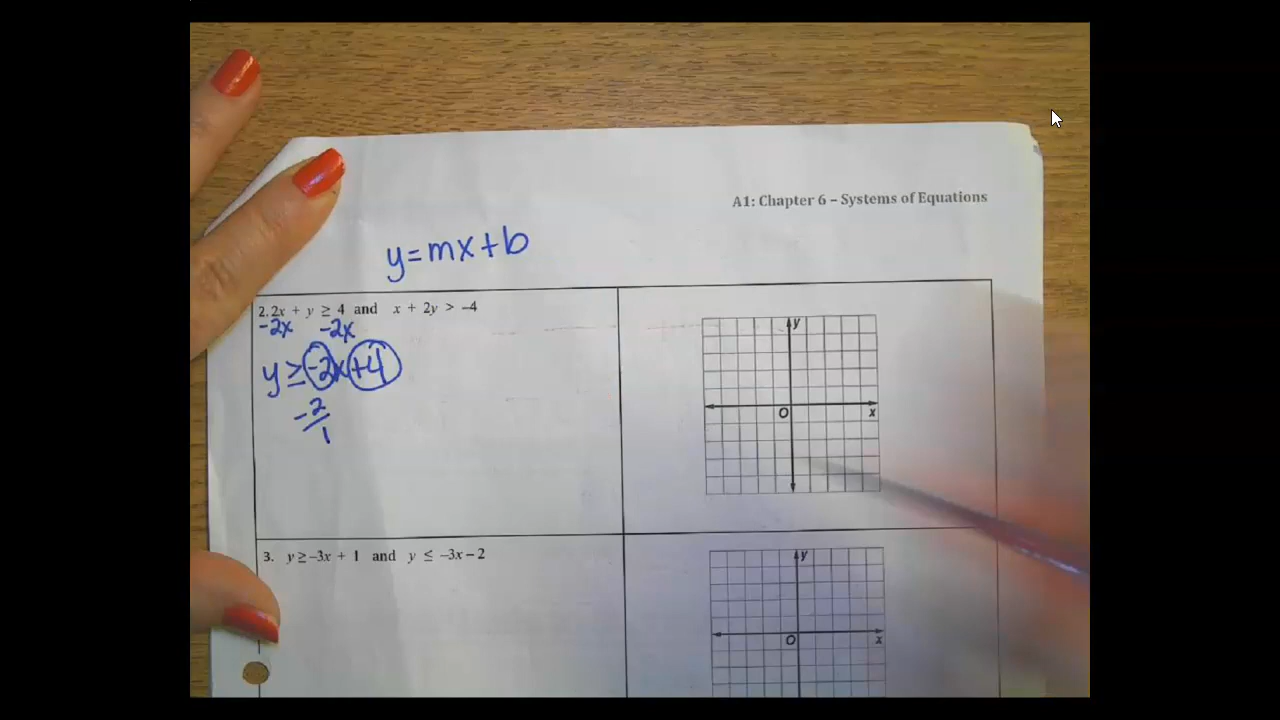 A1: Chapter 6 – Systems of Equations
y = mx + b
2. 2x + y ≥ 4 and x + 2y > –4
-2x -2x
y ≥ -2x +4
-2/1
y
O
x
3. y ≥ –3x + 1 and y ≤ –3x – 2
y
O
x